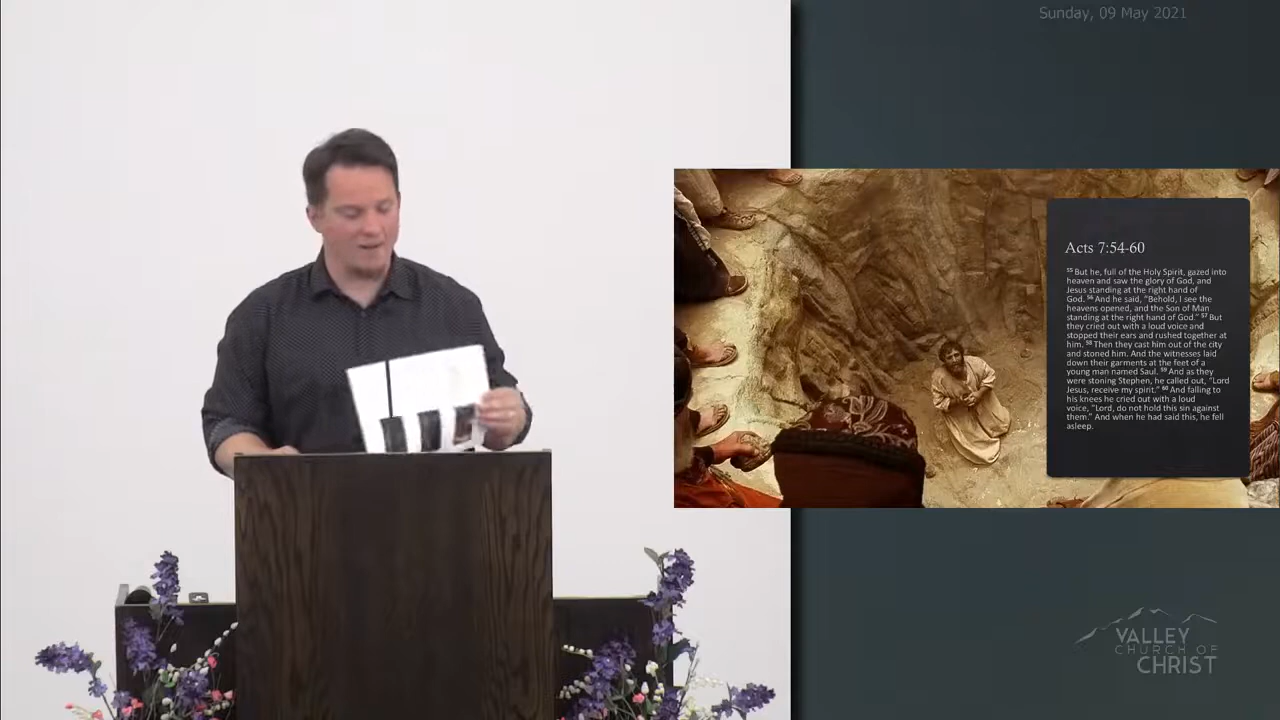 Sunday, 09 May 2021
Acts 7:54-60
55 But he, full of the Holy Spirit, gazed into
heaven and saw the glory of God, and
Jesus standing at the right hand of
God. 56 And he said, “Behold, I see the
heavens opened, and the Son of Man
standing at the right hand of God.” 57 But
they cried out with a loud voice and
stopped their ears and rushed together at
him. 58 Then they cast him out of the city
and stoned him. And the witnesses laid
down their garments at the feet of a
young man named Saul. 59 And as they
were stoning Stephen, he called out, “Lord
Jesus, receive my spirit.” 60 And falling to
his knees he cried out with a loud
voice, “Lord, do not hold this sin against
them.” And when he had said this, he fell
asleep.
VALLEY
CHURCH OF
CHRIST